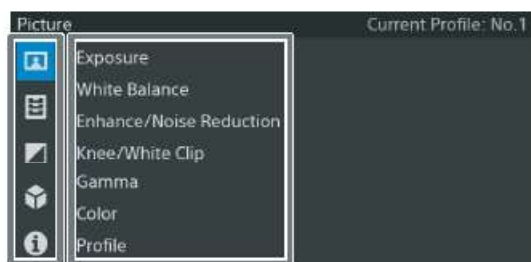 Picture
Current Profile: No.1
Exposure
White Balance
Enhance/Noise Reduction
Knee/White Clip
Gamma
Color
Profile